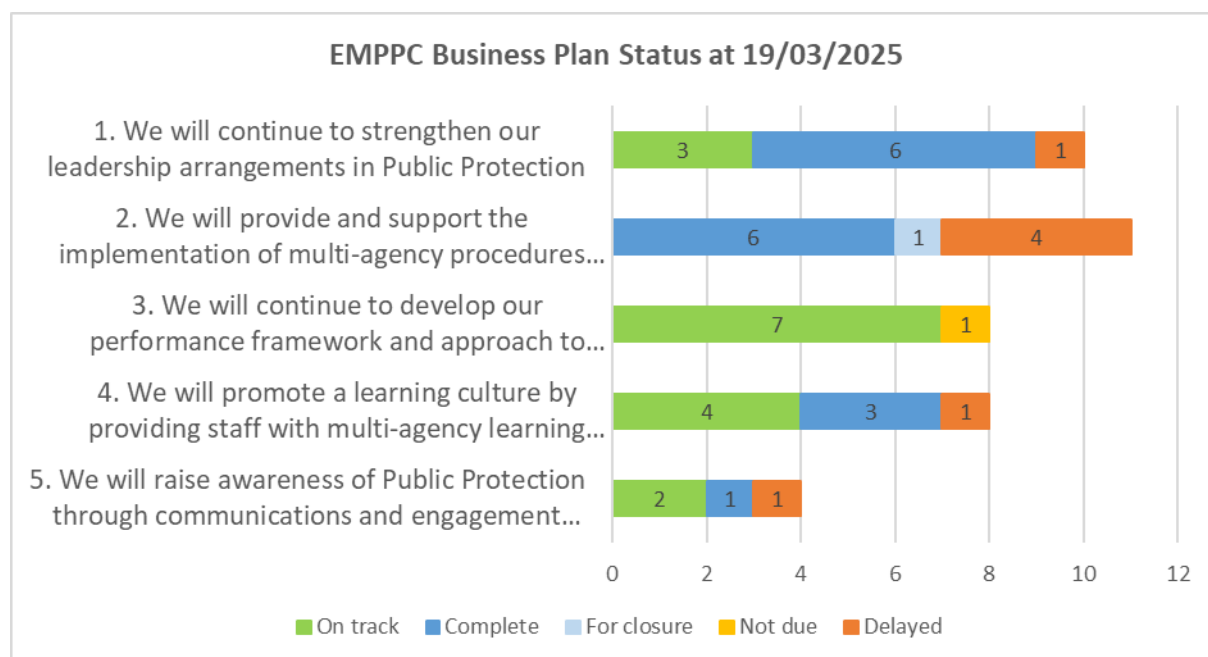 EMPPC Business Plan Status at 19/03/2025
1. We will continue to strengthen our
leadership arrangements in Public Protection
3 6 1
2. We will provide and support the
implementation of multi-agency procedures...
6 1 4
3. We will continue to develop our
performance framework and approach to...
7 1
4. We will promote a learning culture by
providing staff with multi-agency learning...
4 3 1
5. We will raise awareness of Public Protection
through communications and engagement...
2 1 1
0 2 4 6 8 10 12
On track Complete For closure Not due Delayed